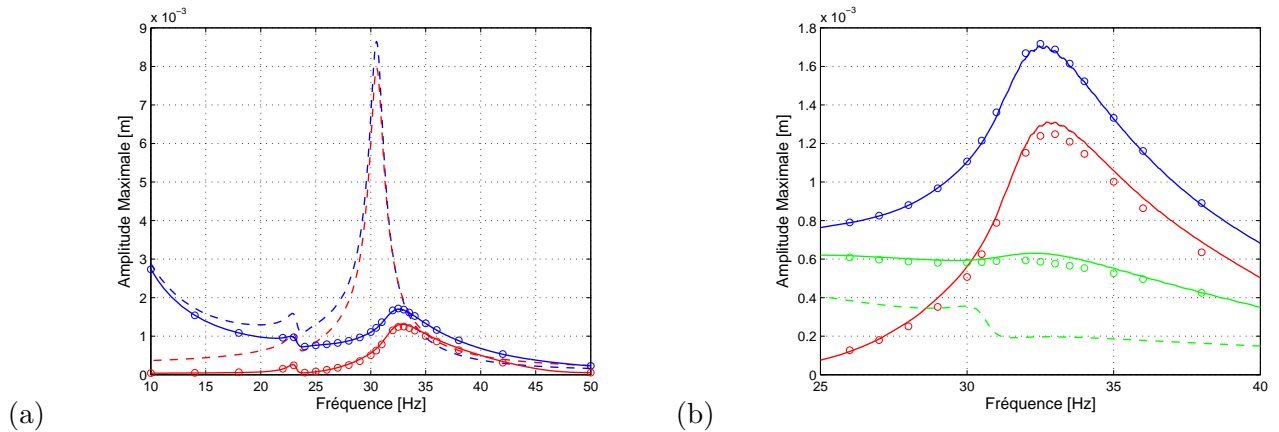 x 10⁻³
9
8
7
6
5
4
3
2
1
0
10 15 20 25 30 35 40 45 50
Amplitude Maximale [m]
Fréquence [Hz]
(a)
x 10⁻³
1.8
1.6
1.4
1.2
1
0.8
0.6
0.4
0.2
0
25 30 35 40
Amplitude Maximale [m]
Fréquence [Hz]
(b)